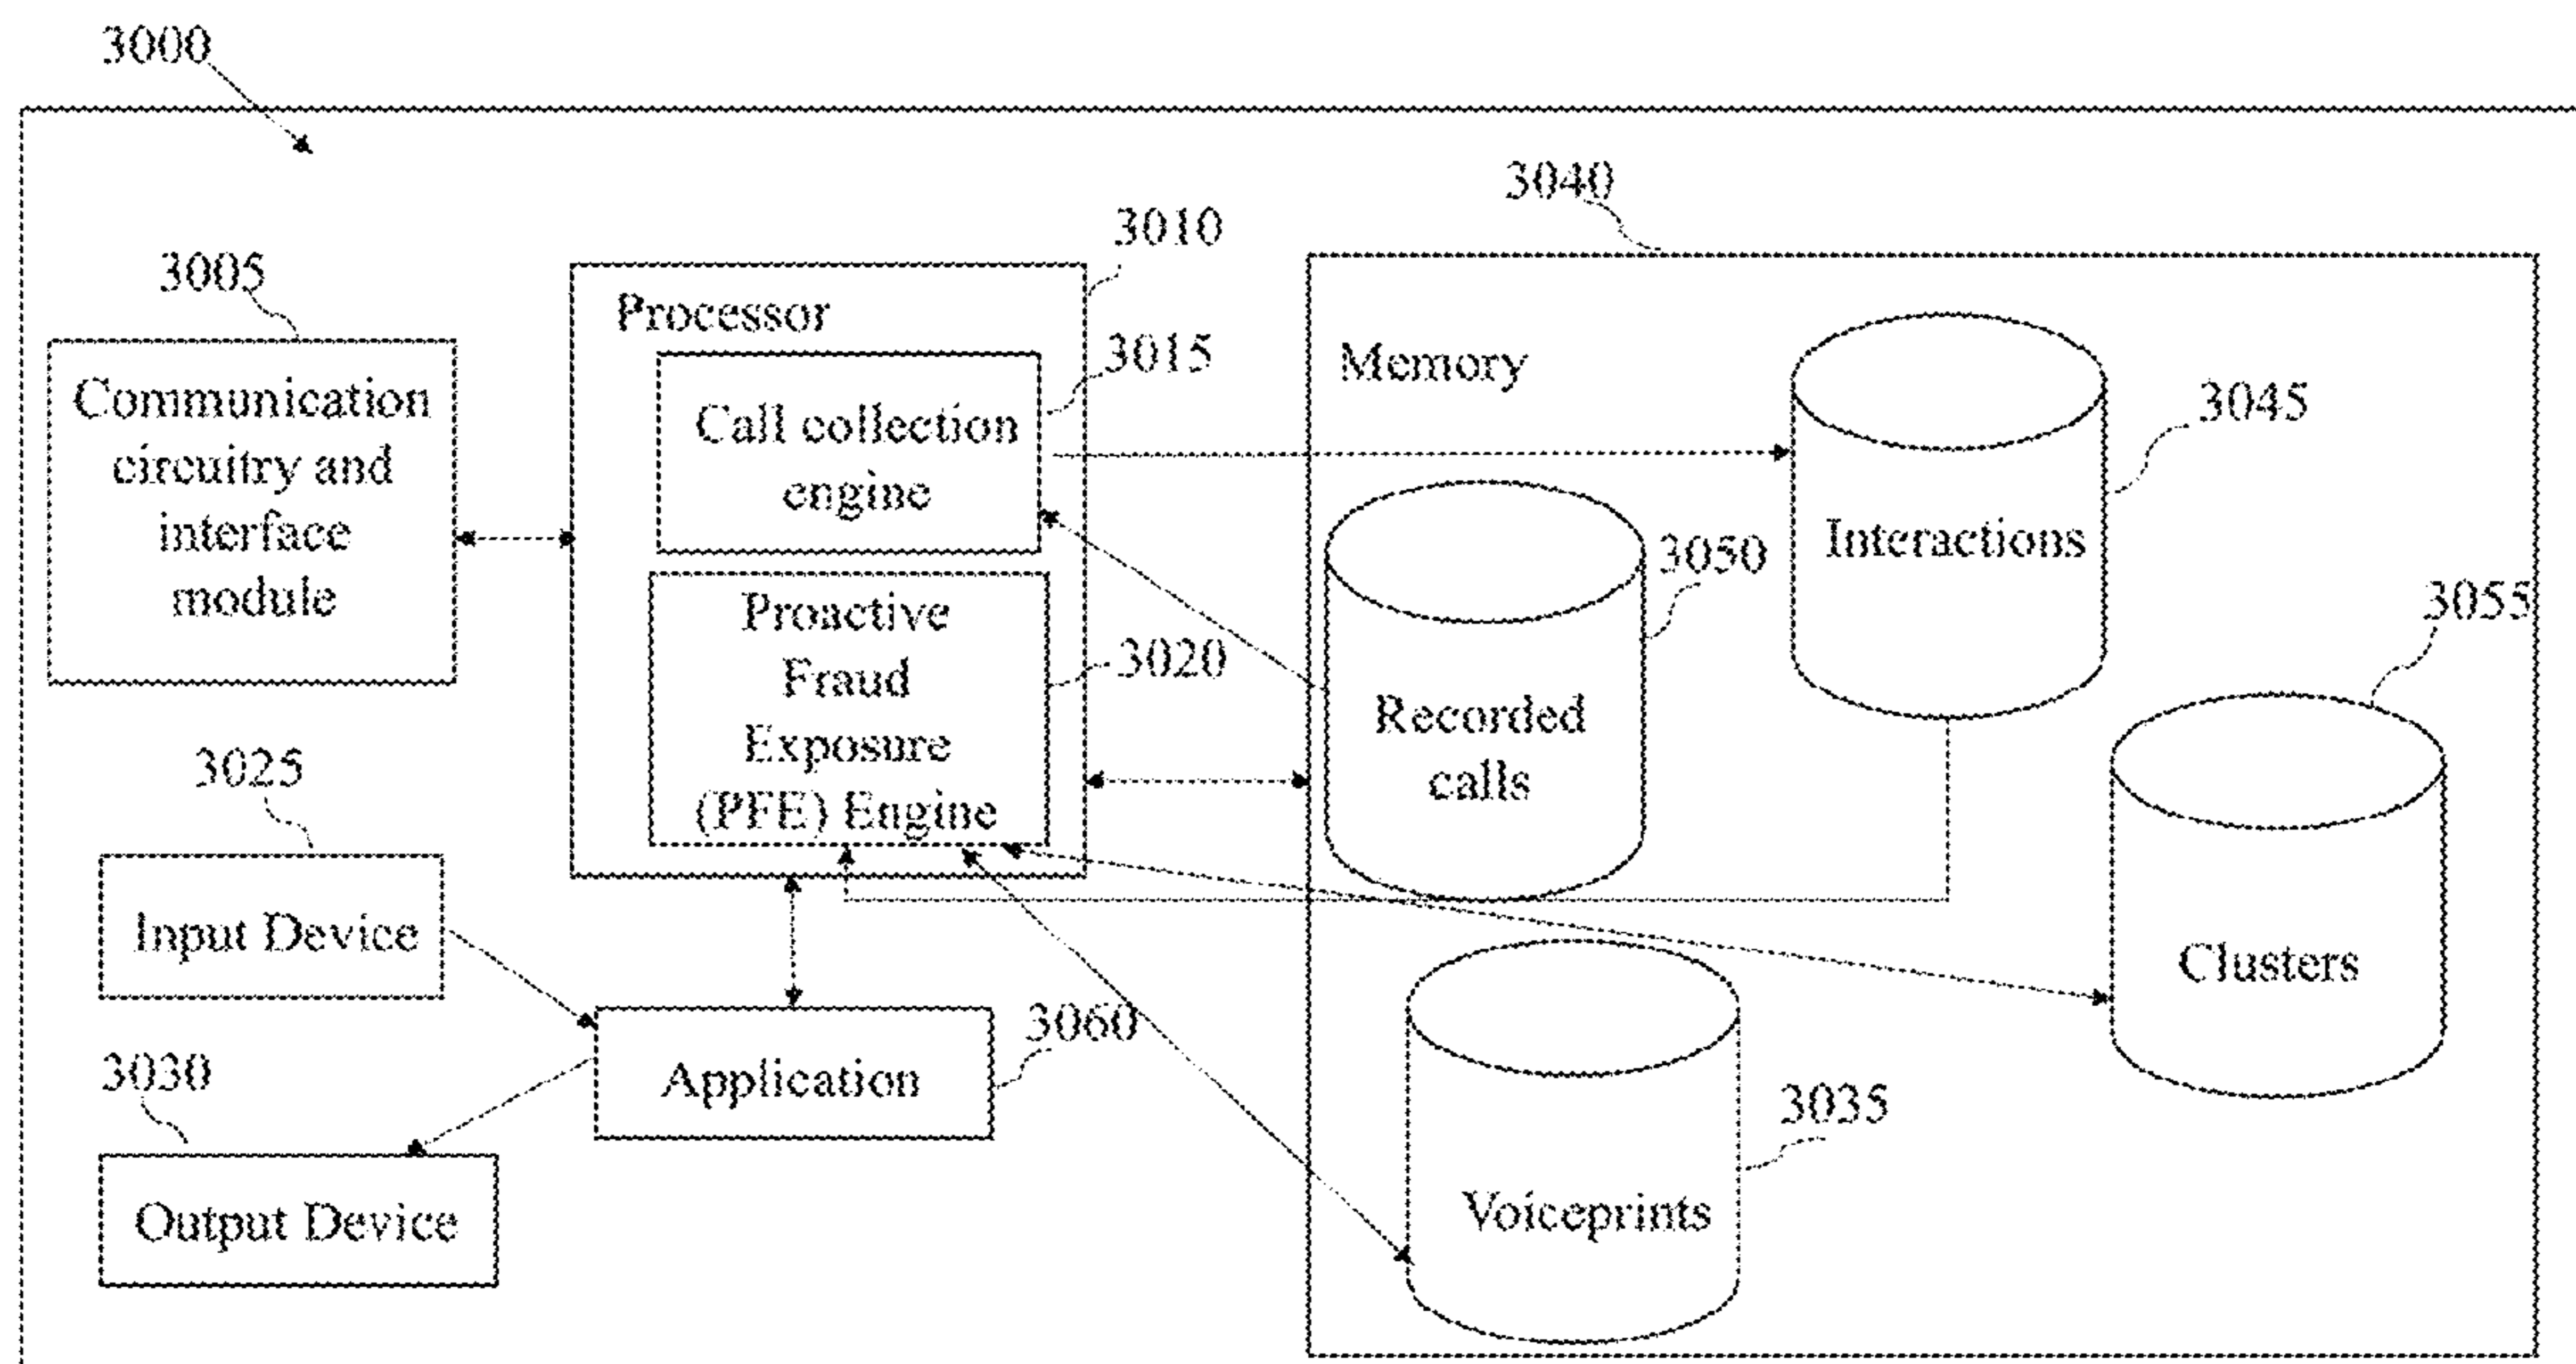 3000
3040
3010
3005
Processor
3015
Memory
3045
Communication
circuitry and
interface
module
Call collection
engine
Interactions
3050
3055
Proactive
Fraud
Exposure
(PFE) Engine
3020
Recorded
calls
3025
Input Device
Clusters
3060
3030
Application
3035
Output Device
Voiceprints